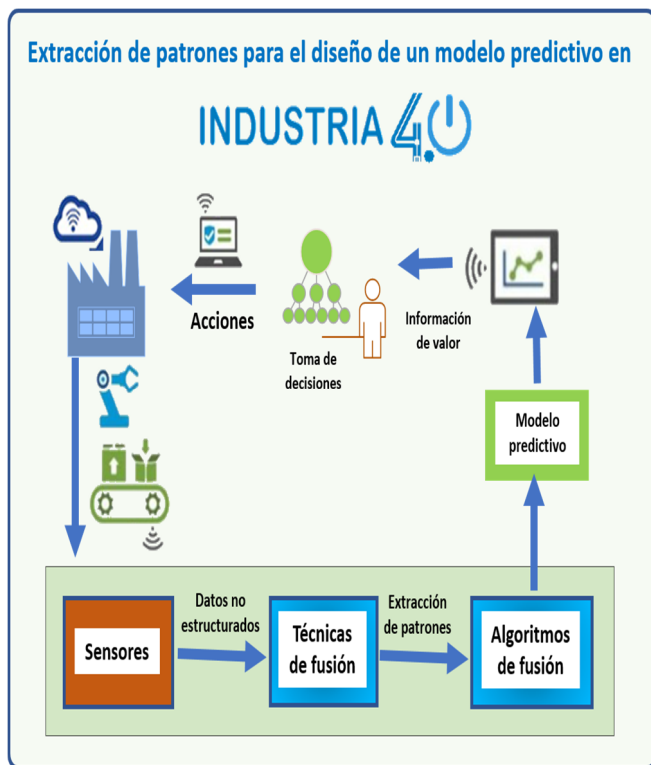 Extracción de patrones para el diseño de un modelo predictivo en
INDUSTRIA 4.0
Acciones
Toma de
decisiones
Información
de valor
Modelo
predictivo
Sensores
Datos no
estructurados
Técnicas
de fusión
Extracción
de patrones
Algoritmos
de fusión